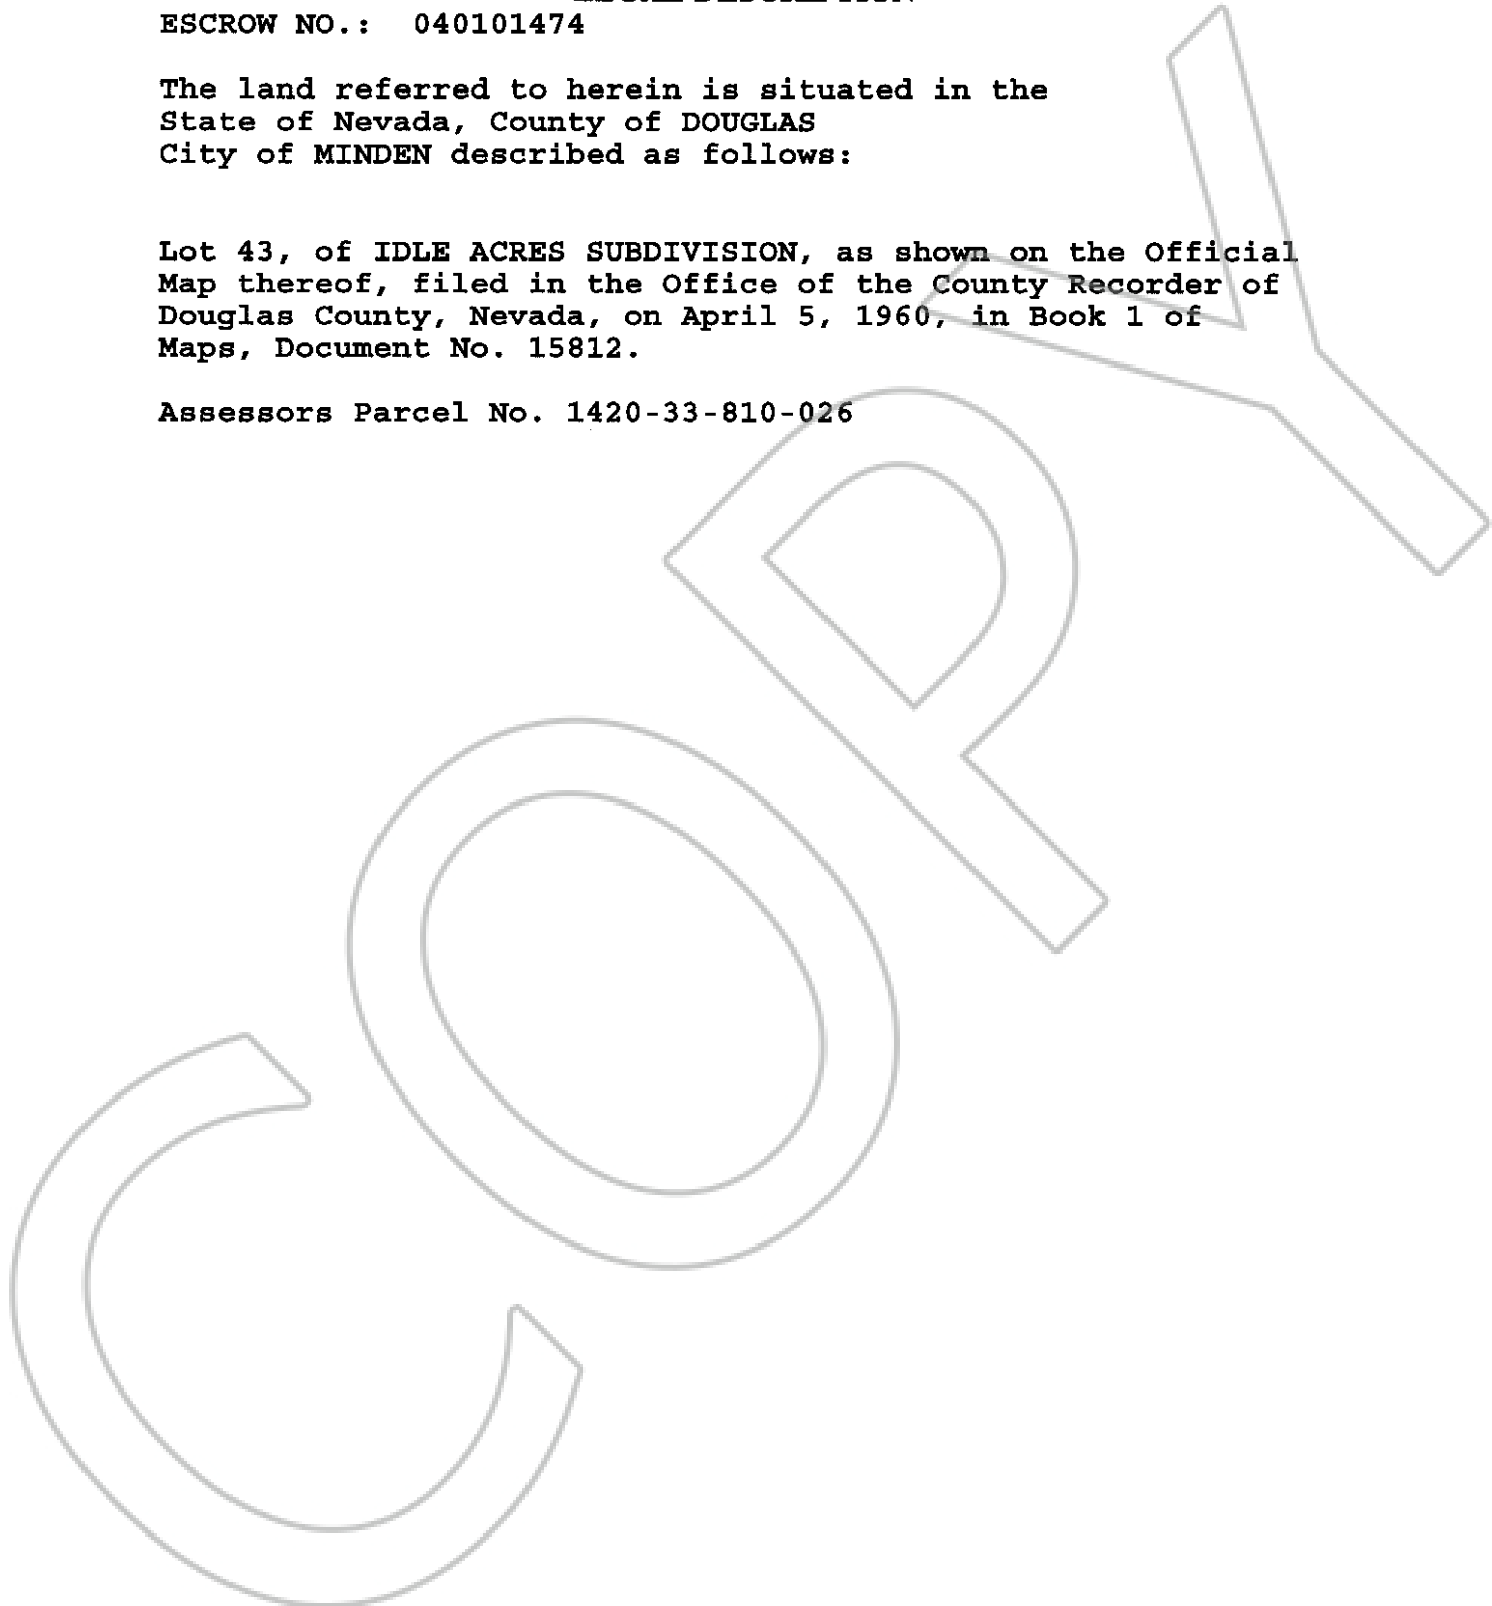 ESCROW NO.: 040101474
The land referred to herein is situated in the
State of Nevada, County of DOUGLAS
City of MINDEN described as follows:
Lot 43, of IDLE ACRES SUBDIVISION, as shown on the Official
Map thereof, filed in the Office of the County Recorder of
Douglas County, Nevada, on April 5, 1960, in Book 1 of
Maps, Document No. 15812.
Assessors Parcel No. 1420-33-810-026
COPY